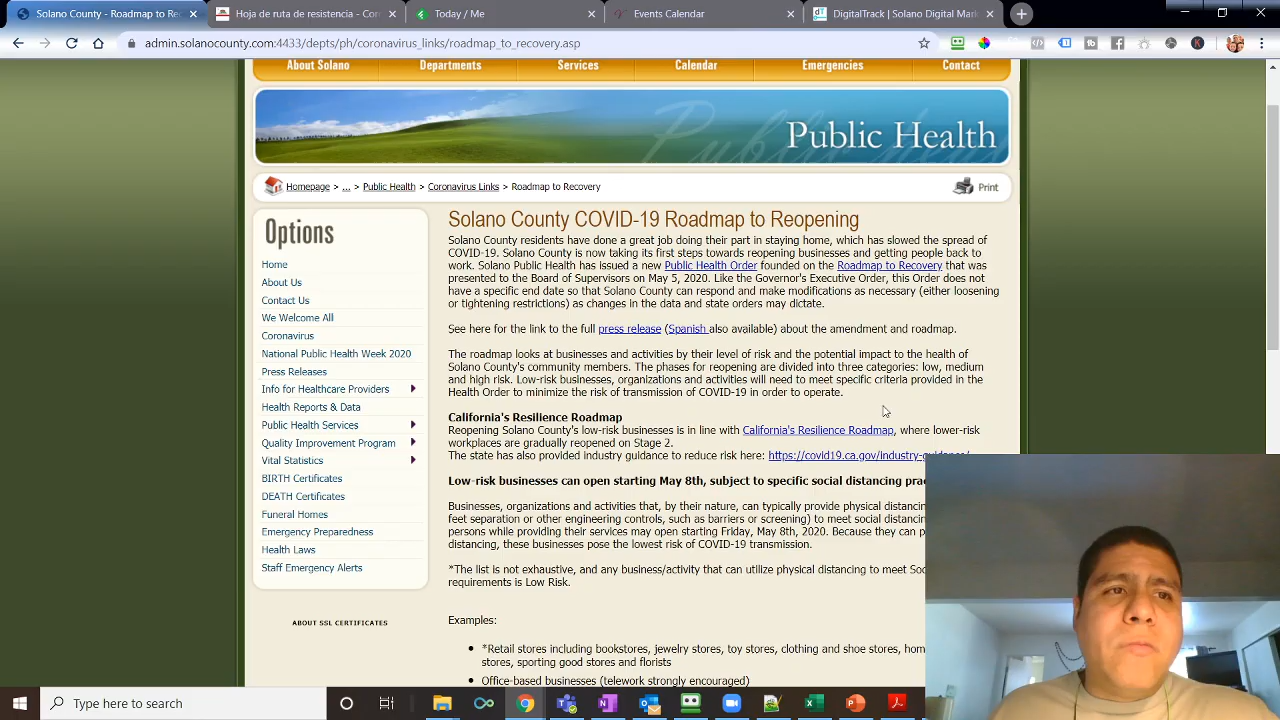 Solano County - Roadmap to Res
Hoja de ruta de resistencia - Cor
Today / Me
Events Calendar
DigitalTrack | Solano Digital Mark
admin.solanocounty.com:4433/depts/ph/coronavirus_links/roadmap_to_recovery.asp
About Solano Departments Services Calendar Emergencies Contact
Public Health
Homepage > ... > Public Health > Coronavirus Links > Roadmap to Recovery
Print
Options
Home
About Us
Contact Us
We Welcome All
Coronavirus
National Public Health Week 2020
Press Releases
Info for Healthcare Providers
Health Reports & Data
Public Health Services
Quality Improvement Program
Vital Statistics
BIRTH Certificates
DEATH Certificates
Funeral Homes
Emergency Preparedness
Health Laws
Staff Emergency Alerts
ABOUT SSL CERTIFICATES
Solano County COVID-19 Roadmap to Reopening
Solano County residents have done a great job doing their part in staying home, which has slowed the spread of
COVID-19. Solano County is now taking its first steps towards reopening businesses and getting people back to
work. Solano Public Health has issued a new Public Health Order founded on the Roadmap to Recovery that was
presented to the Board of Supervisors on May 5, 2020. Like the Governor's Executive Order, this Order does not
have a specific end date so that Solano County can respond and make modifications as necessary (either loosening
or tightening restrictions) as changes in the data and state orders may dictate.
See here for the link to the full press release (Spanish also available) about the amendment and roadmap.
The roadmap looks at businesses and activities by their level of risk and the potential impact to the health of
Solano County's community members. The phases for reopening are divided into three categories: low, medium
and high risk. Low-risk businesses, organizations and activities will need to meet specific criteria provided in the
Health Order to minimize the risk of transmission of COVID-19 in order to operate.
California's Resilience Roadmap
Reopening Solano County's low-risk businesses is in line with California's Resilience Roadmap, where lower-risk
workplaces are gradually reopened on Stage 2.
The state has also provided industry guidance to reduce risk here: https://covid19.ca.gov/industry-guidance/
Low-risk businesses can open starting May 8th, subject to specific social distancing prac
Businesses, organizations and activities that, by their nature, can typically provide physical distancin
feet separation or other engineering controls, such as barriers or screening) to meet social distancin
persons while providing their services may open starting Friday, May 8th, 2020. Because they can p
distancing, these businesses pose the lowest risk of COVID-19 transmission.
*The list is not exhaustive, and any business/activity that can utilize physical distancing to meet Soc
requirements is Low Risk.
Examples:
*Retail stores including bookstores, jewelry stores, toy stores, clothing and shoe stores, hom
stores, sporting good stores and florists
Office-based businesses (telework strongly encouraged)
Type here to search